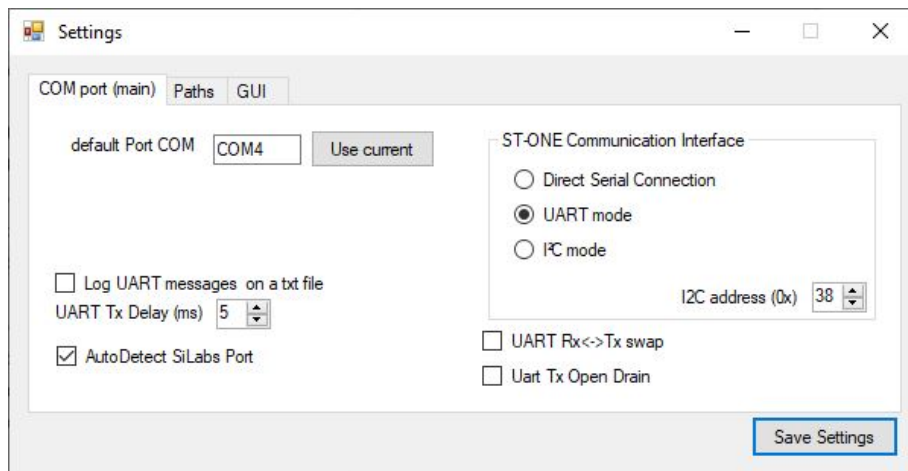 Settings
COM port (main) Paths GUI
default Port COM COM4 Use current
ST-ONE Communication Interface
Direct Serial Connection
UART mode
I²C mode
Log UART messages on a txt file
UART Tx Delay (ms) 5
I2C address (0x) 38
AutoDetect SiLabs Port
UART Rx<->Tx swap
Uart Tx Open Drain
Save Settings